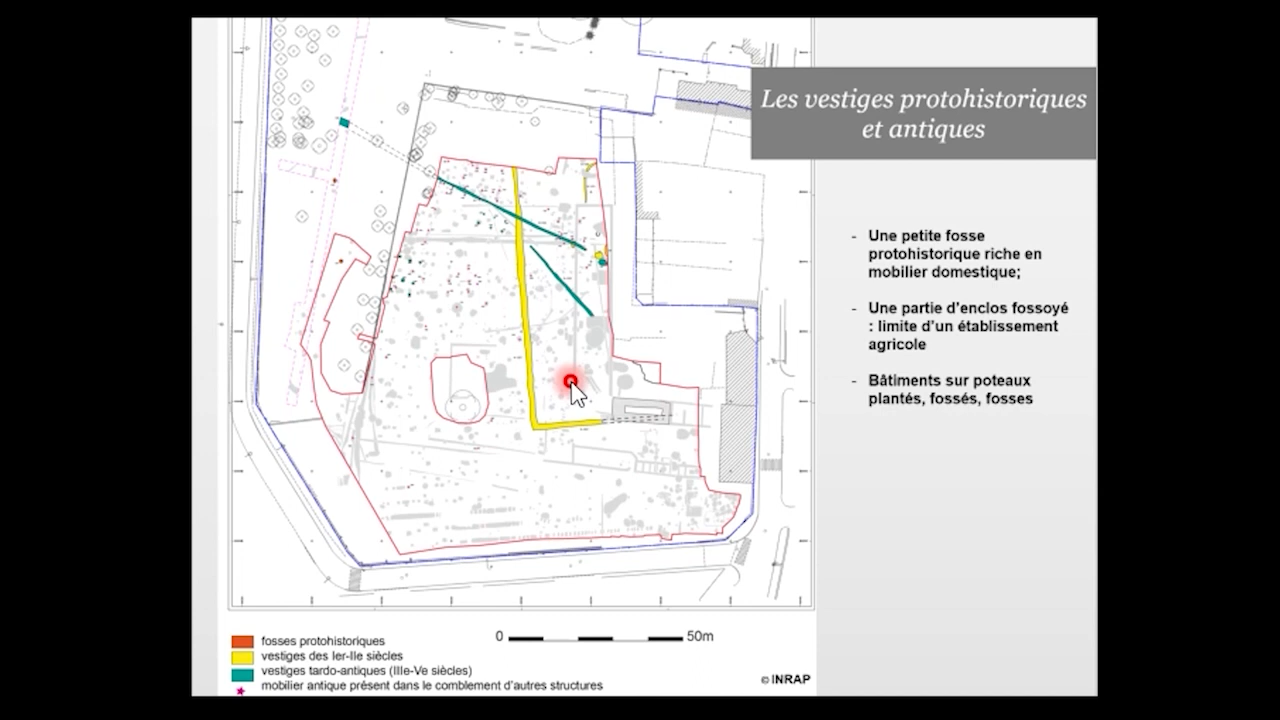 Les vestiges protohistoriques
et antiques
- Une petite fosse
protohistorique riche en
mobilier domestique;
- Une partie d'enclos fossoyé
: limite d'un établissement
agricole
- Bâtiments sur poteaux
plantés, fossés, fosses
0 50m
fosses protohistoriques
vestiges des Ier-IIe siècles
vestiges tardo-antiques (IIIe-Ve siècles)
mobilier antique présent dans le comblement d'autres structures
© INRAP